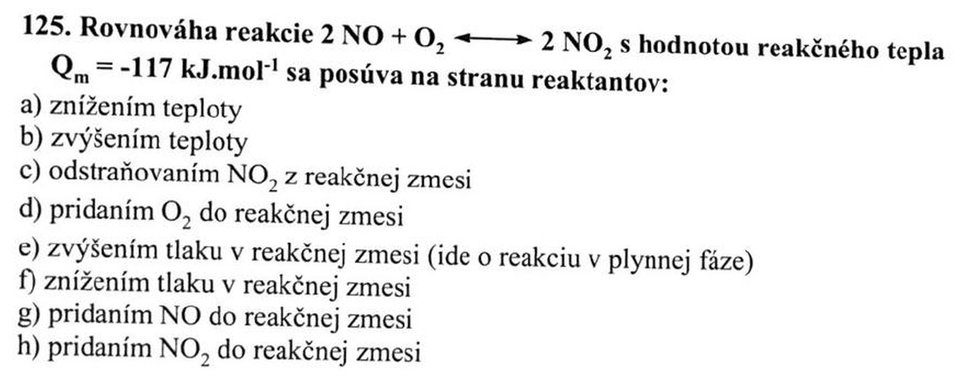 125. Rovnováha reakcie 2 NO + O₂ ⟷ 2 NO₂ s hodnotou reakčného tepla
Qₘ = -117 kJ.mol⁻¹ sa posúva na stranu reaktantov:
a) znížením teploty
b) zvýšením teploty
c) odstraňovaním NO₂ z reakčnej zmesi
d) pridaním O₂ do reakčnej zmesi
e) zvýšením tlaku v reakčnej zmesi (ide o reakciu v plynnej fáze)
f) znížením tlaku v reakčnej zmesi
g) pridaním NO do reakčnej zmesi
h) pridaním NO₂ do reakčnej zmesi